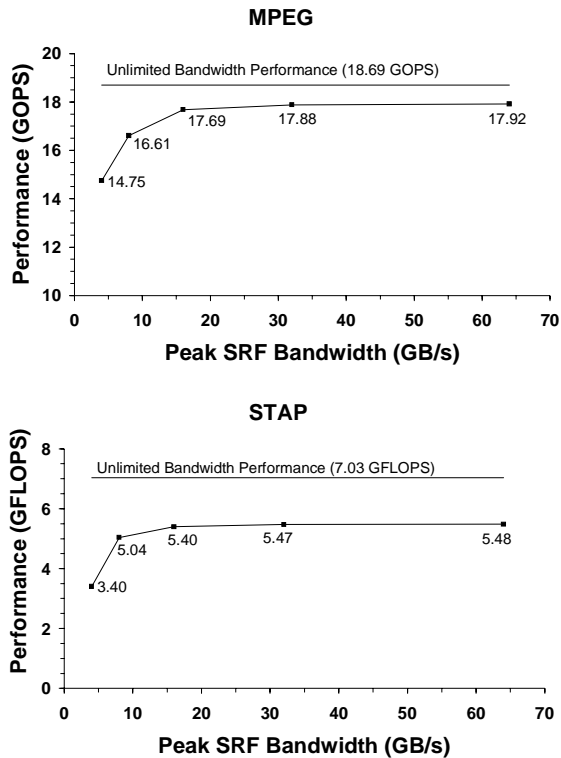 MPEG
20
Unlimited Bandwidth Performance (18.69 GOPS)
18
17.69
17.88
17.92
16
16.61
14
14.75
12
10
Performance (GOPS)
0 10 20 30 40 50 60 70
Peak SRF Bandwidth (GB/s)
STAP
8
Unlimited Bandwidth Performance (7.03 GFLOPS)
6
5.04
5.40
5.47
5.48
4
3.40
2
0
Performance (GFLOPS)
0 10 20 30 40 50 60 70
Peak SRF Bandwidth (GB/s)